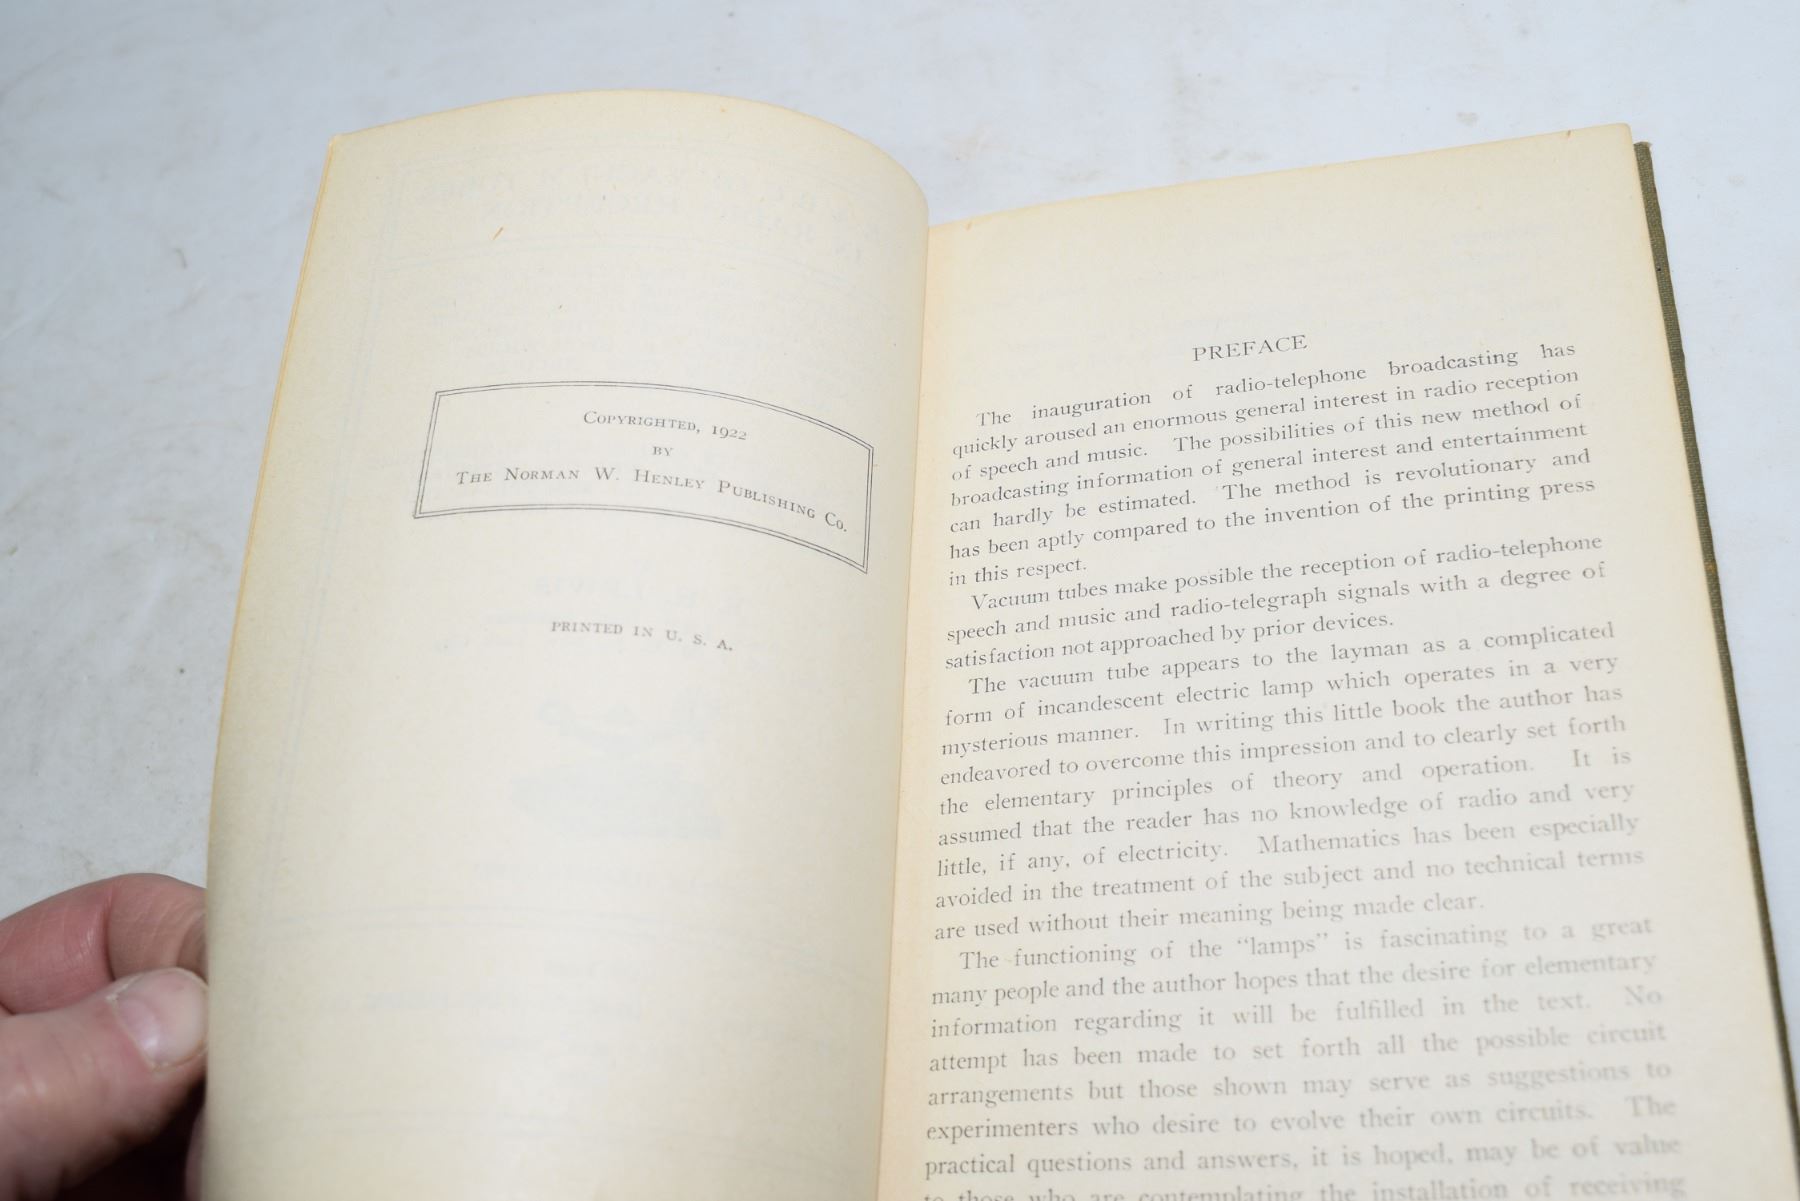 COPYRIGHTED, 1922
BY
THE NORMAN W. HENLEY PUBLISHING CO.
PRINTED IN U. S. A.
PREFACE
The inauguration of radio-telephone broadcasting has
quickly aroused an enormous general interest in radio reception
of speech and music. The possibilities of this new method of
broadcasting information of general interest and entertainment
can hardly be estimated. The method is revolutionary and
has been aptly compared to the invention of the printing press
in this respect.
Vacuum tubes make possible the reception of radio-telephone
speech and music and radio-telegraph signals with a degree of
satisfaction not approached by prior devices.
The vacuum tube appears to the layman as a complicated
form of incandescent electric lamp which operates in a very
mysterious manner. In writing this little book the author has
endeavored to overcome this impression and to clearly set forth
the elementary principles of theory and operation. It is
assumed that the reader has no knowledge of radio and very
little, if any, of electricity. Mathematics has been especially
avoided in the treatment of the subject and no technical terms
are used without their meaning being made clear.
The functioning of the "lamps" is fascinating to a great
many people and the author hopes that the desire for elementary
information regarding it will be fulfilled in the text. No
attempt has been made to set forth all the possible circuit
arrangements but those shown may serve as suggestions to
experimenters who desire to evolve their own circuits. The
practical questions and answers, it is hoped, may be of value
to those who are contemplating the installation of receiving